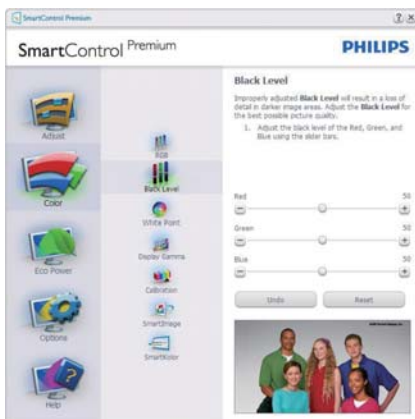 SmartControl Premium
SmartControl Premium
PHILIPS
Adjust
Color
Eco Power
Options
Help
RGB
Black Level
White Point
Display Gamma
Calibration
SmartImage
SmartKolor
Black Level
Improperly adjusted Black Level will result in a loss of
detail in darker image areas. Adjust the Black Level for
the best possible picture quality.
1. Adjust the black level of the Red, Green, and
Blue using the slider bars.
Red 50
Green 50
Blue 50
Undo Reset